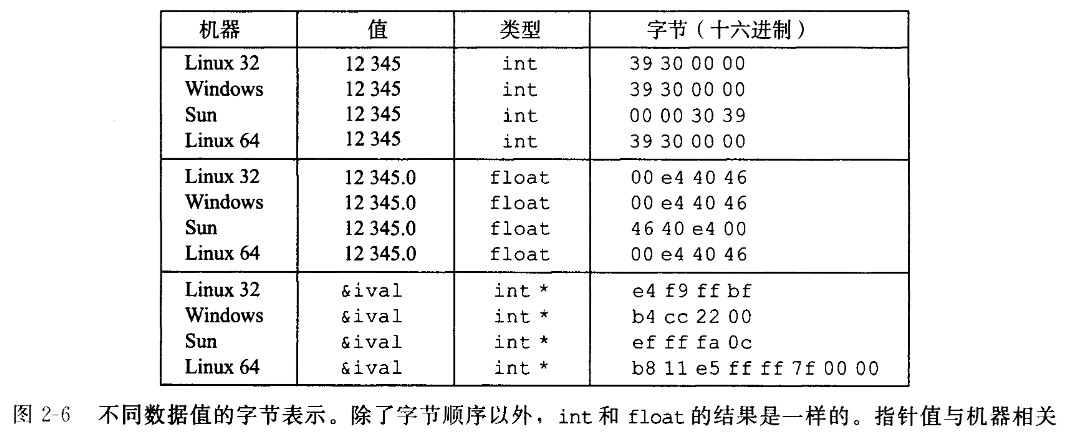 机器 值 类型 字节（十六进制）
Linux 32 12 345 int 39 30 00 00
Windows 12 345 int 39 30 00 00
Sun 12 345 int 00 00 30 39
Linux 64 12 345 int 39 30 00 00
Linux 32 12 345.0 float 00 e4 40 46
Windows 12 345.0 float 00 e4 40 46
Sun 12 345.0 float 46 40 e4 00
Linux 64 12 345.0 float 00 e4 40 46
Linux 32 &ival int * e4 f9 ff bf
Windows &ival int * b4 cc 22 00
Sun &ival int * ef ff fa 0c
Linux 64 &ival int * b8 11 e5 ff ff 7f 00 00
图 2-6 不同数据值的字节表示。除了字节顺序以外，int 和 float 的结果是一样的。指针值与机器相关